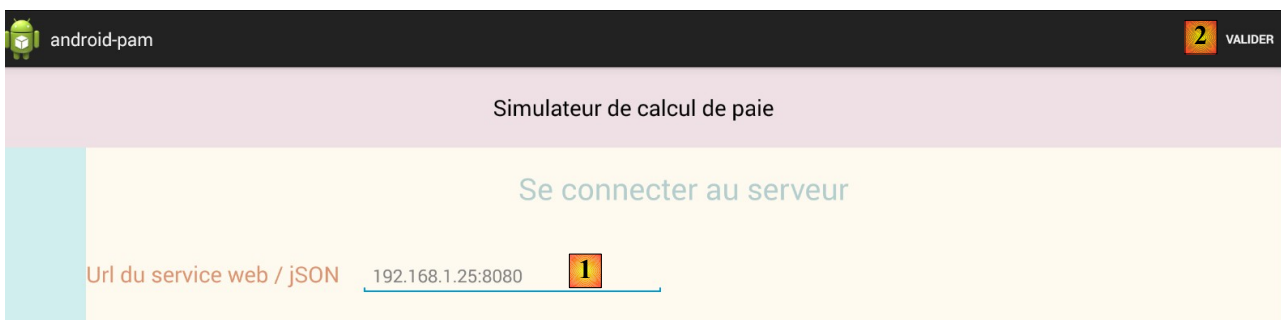 android-pam 2 VALIDER
Simulateur de calcul de paie
Se connecter au serveur
Url du service web / jSON 192.168.1.25:8080 1